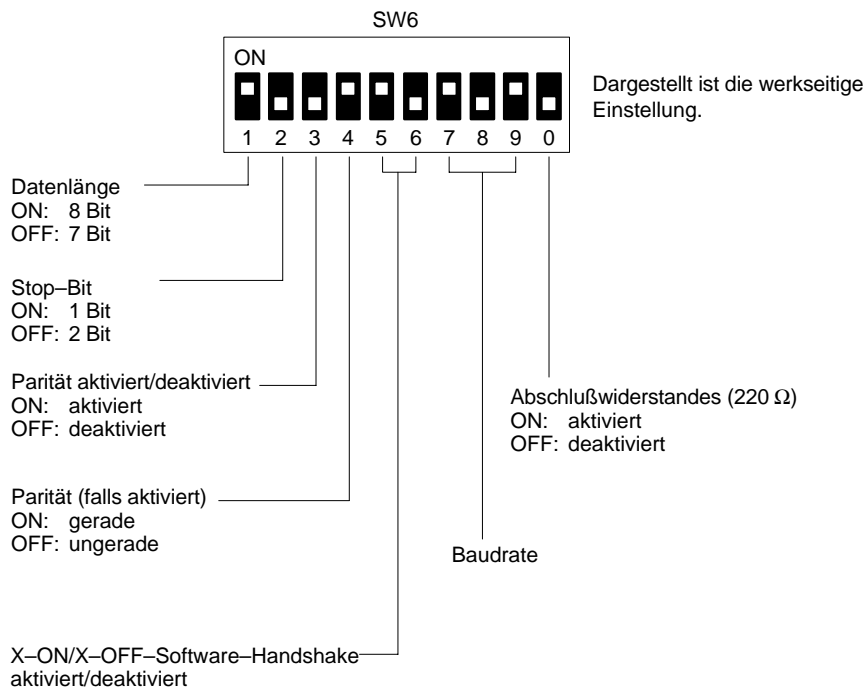 SW6
ON
1 2 3 4 5 6 7 8 9 0
Dargestellt ist die werkseitige
Einstellung.
Datenlänge
ON: 8 Bit
OFF: 7 Bit
Stop–Bit
ON: 1 Bit
OFF: 2 Bit
Parität aktiviert/deaktiviert
ON: aktiviert
OFF: deaktiviert
Abschlußwiderstandes (220 Ω)
ON: aktiviert
OFF: deaktiviert
Parität (falls aktiviert)
ON: gerade
OFF: ungerade
Baudrate
X–ON/X–OFF–Software–Handshake
aktiviert/deaktiviert